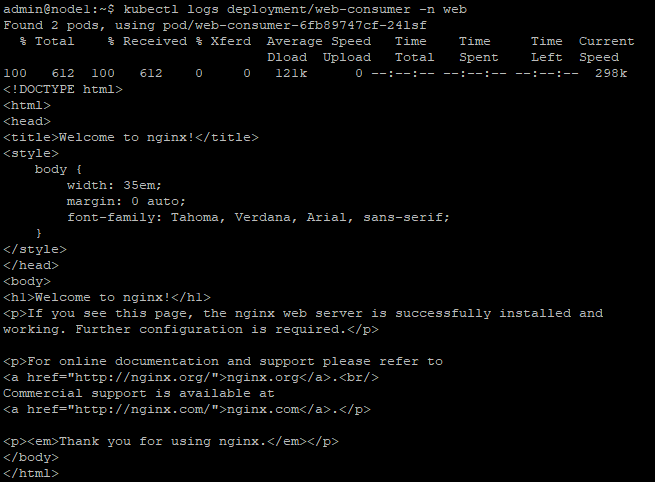 admin@node1:~$ kubectl logs deployment/web-consumer -n web
Found 2 pods, using pod/web-consumer-6fb89747cf-24lsf
  % Total    % Received % Xferd  Average Speed   Time    Time     Time  Current
                                 Dload  Upload   Total   Spent    Left  Speed
100   612  100   612    0     0   121k      0 --:--:-- --:--:-- --:--:--  298k
<!DOCTYPE html>
<html>
<head>
<title>Welcome to nginx!</title>
<style>
    body {
        width: 35em;
        margin: 0 auto;
        font-family: Tahoma, Verdana, Arial, sans-serif;
    }
</style>
</head>
<body>
<h1>Welcome to nginx!</h1>
<p>If you see this page, the nginx web server is successfully installed and
working. Further configuration is required.</p>

<p>For online documentation and support please refer to
<a href="http://nginx.org/">nginx.org</a>.<br/>
Commercial support is available at
<a href="http://nginx.com/">nginx.com</a>.</p>

<p><em>Thank you for using nginx.</em></p>
</body>
</html>